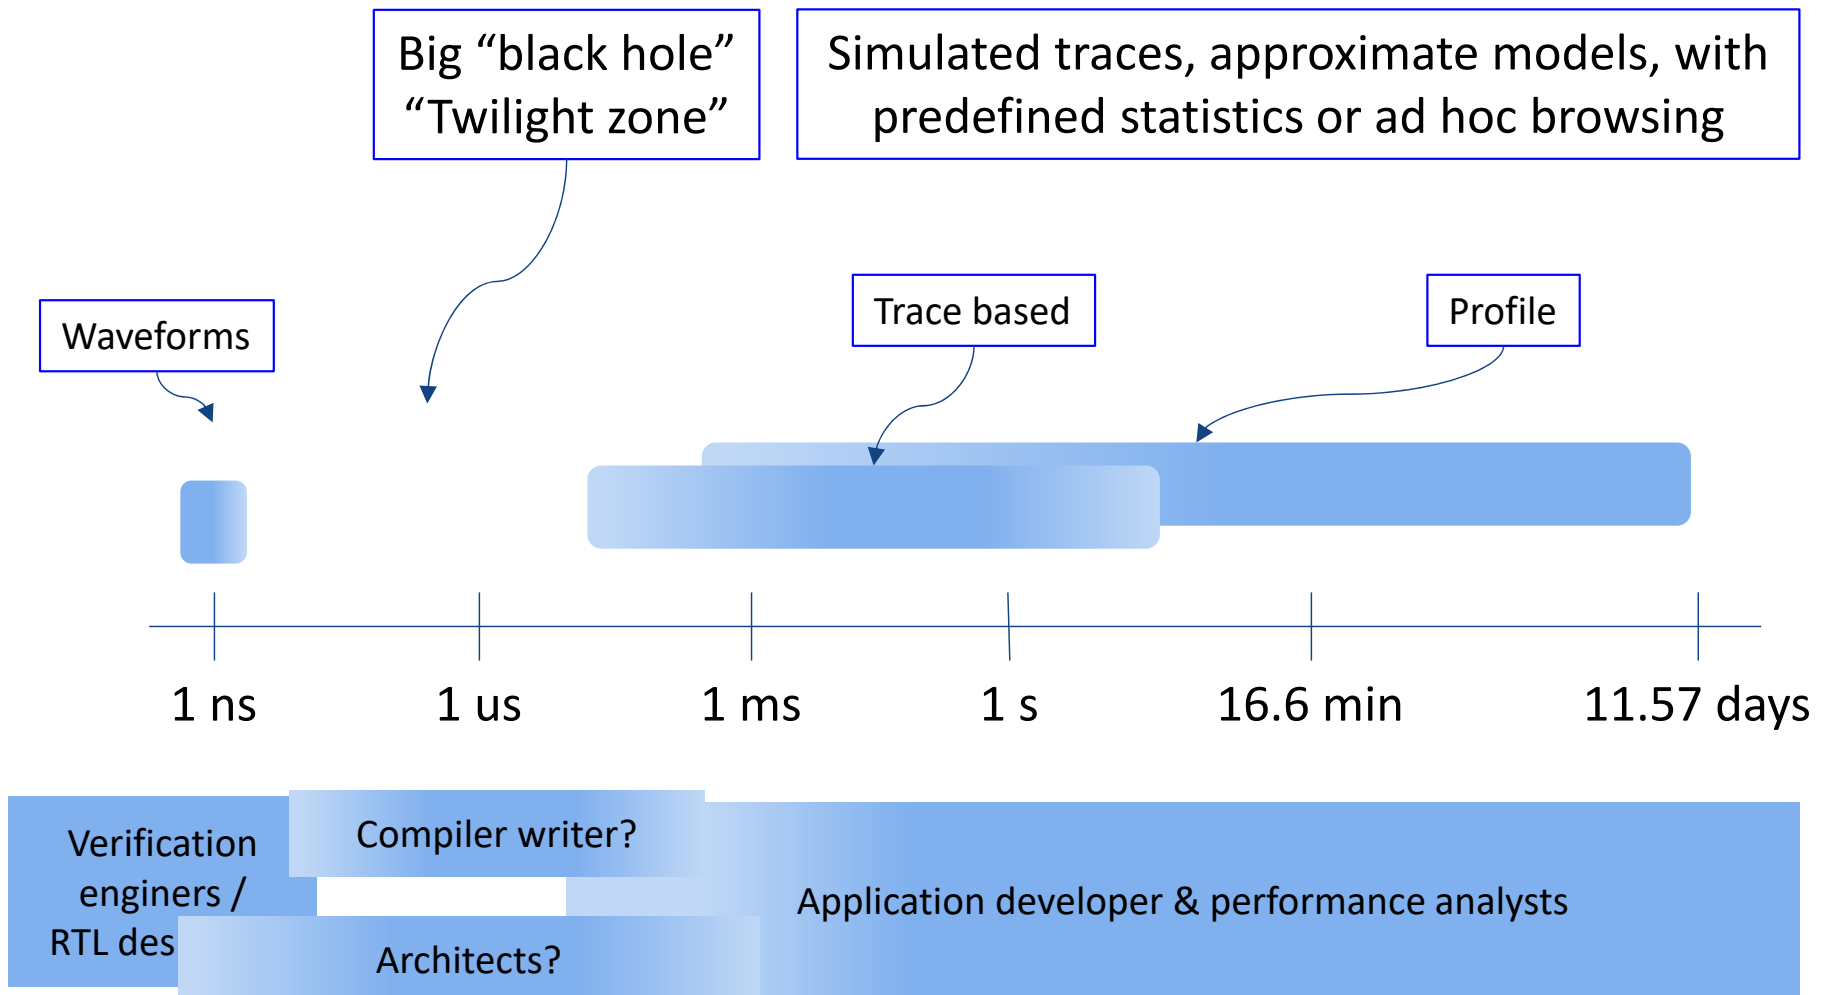 Big “black hole”
“Twilight zone”
Simulated traces, approximate models, with
predefined statistics or ad hoc browsing
Waveforms
Trace based
Profile
1 ns
1 us
1 ms
1 s
16.6 min
11.57 days
Verification
enginers /
RTL des
Compiler writer?
Architects?
Application developer & performance analysts